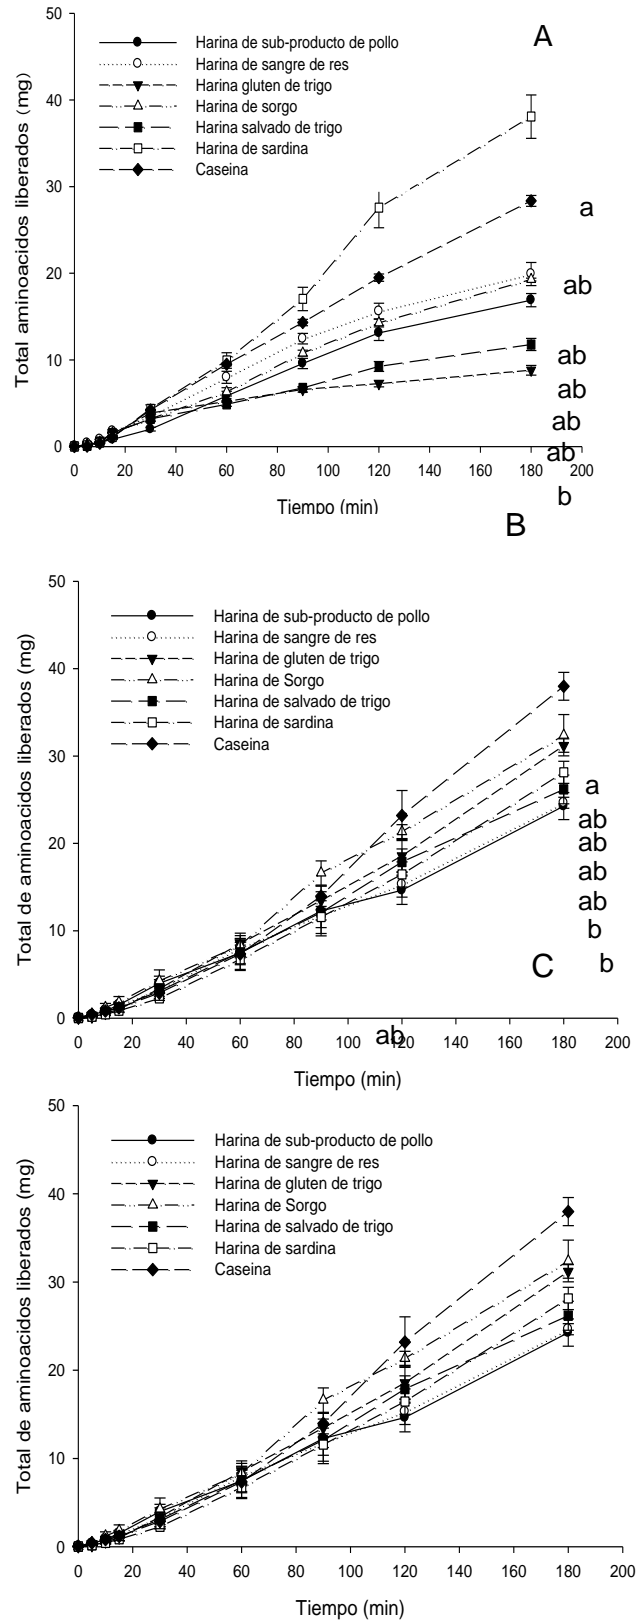 A
Total aminoacidos liberados (mg)
50
40
30
20
10
0
Harina de sub-producto de pollo
Harina de sangre de res
Harina gluten de trigo
Harina de sorgo
Harina salvado de trigo
Harina de sardina
Caseina
a
ab
ab
ab
ab
ab
b
0 20 40 60 80 100 120 140 160 180 200
Tiempo (min)
B
Total de aminoacidos liberados (mg)
50
40
30
20
10
0
Harina de sub-producto de pollo
Harina de sangre de res
Harina de gluten de trigo
Harina de Sorgo
Harina de salvado de trigo
Harina de sardina
Caseina
a
ab
ab
ab
ab
b
b
C
ab
0 20 40 60 80 100 120 140 160 180 200
Tiempo (min)
Total de aminoacidos liberados (mg)
50
40
30
20
10
0
Harina de sub-producto de pollo
Harina de sangre de res
Harina de gluten de trigo
Harina de Sorgo
Harina de salvado de trigo
Harina de sardina
Caseina
0 20 40 60 80 100 120 140 160 180 200
Tiempo (min)